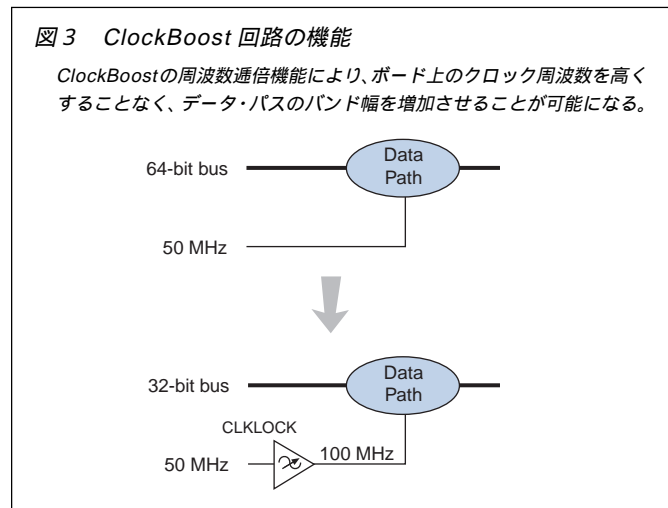 図3 ClockBoost 回路の機能
ClockBoostの周波数逓倍機能により、ボード上のクロック周波数を高く
することなく、データ・パスのバンド幅を増加させることが可能になる。
Data
Path
64-bit bus
50 MHz
Data
Path
32-bit bus
CLKLOCK
50 MHz
100 MHz